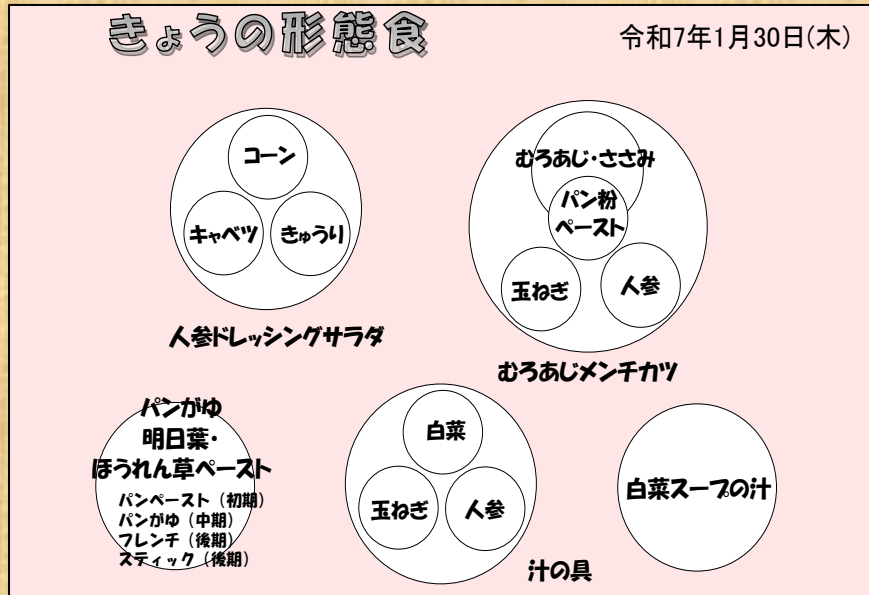 きょうの形態食
令和7年1月30日(木)
コーン
キャベツ
きゅうり
人参ドレッシングサラダ
むろあじ・ささみ
パン粉
ペースト
玉ねぎ
人参
むろあじメンチカツ
パンがゆ
明日葉・
ほうれん草ペースト
パンペースト（初期）
パンがゆ（中期）
フレンチ（後期）
スティック（後期）
白菜
玉ねぎ
人参
汁の具
白菜スープの汁